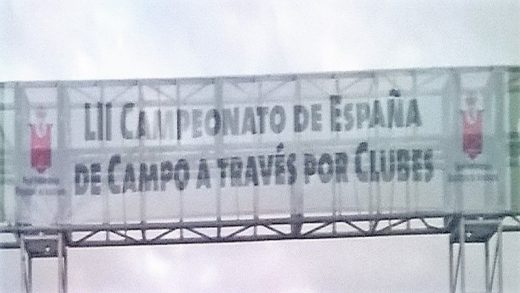 LII CAMPEONATO DE ESPAÑA
DE CAMPO A TRAVÉS POR CLUBES